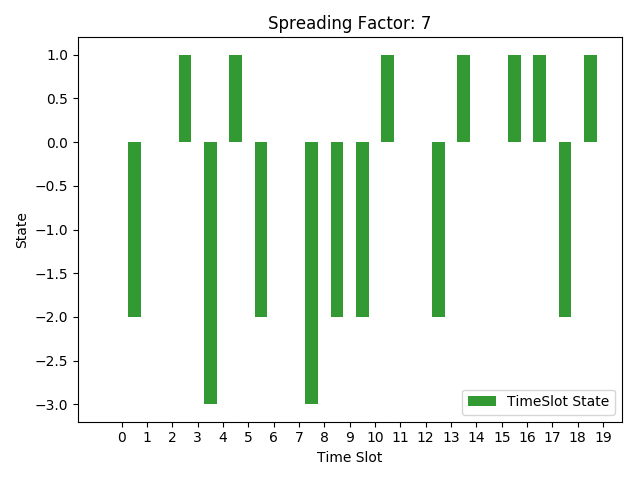 Spreading Factor: 7
1.0
0.5
0.0
−0.5
−1.0
−1.5
−2.0
−2.5
−3.0
State
TimeSlot State
0 1 2 3 4 5 6 7 8 9 10 11 12 13 14 15 16 17 18 19
Time Slot